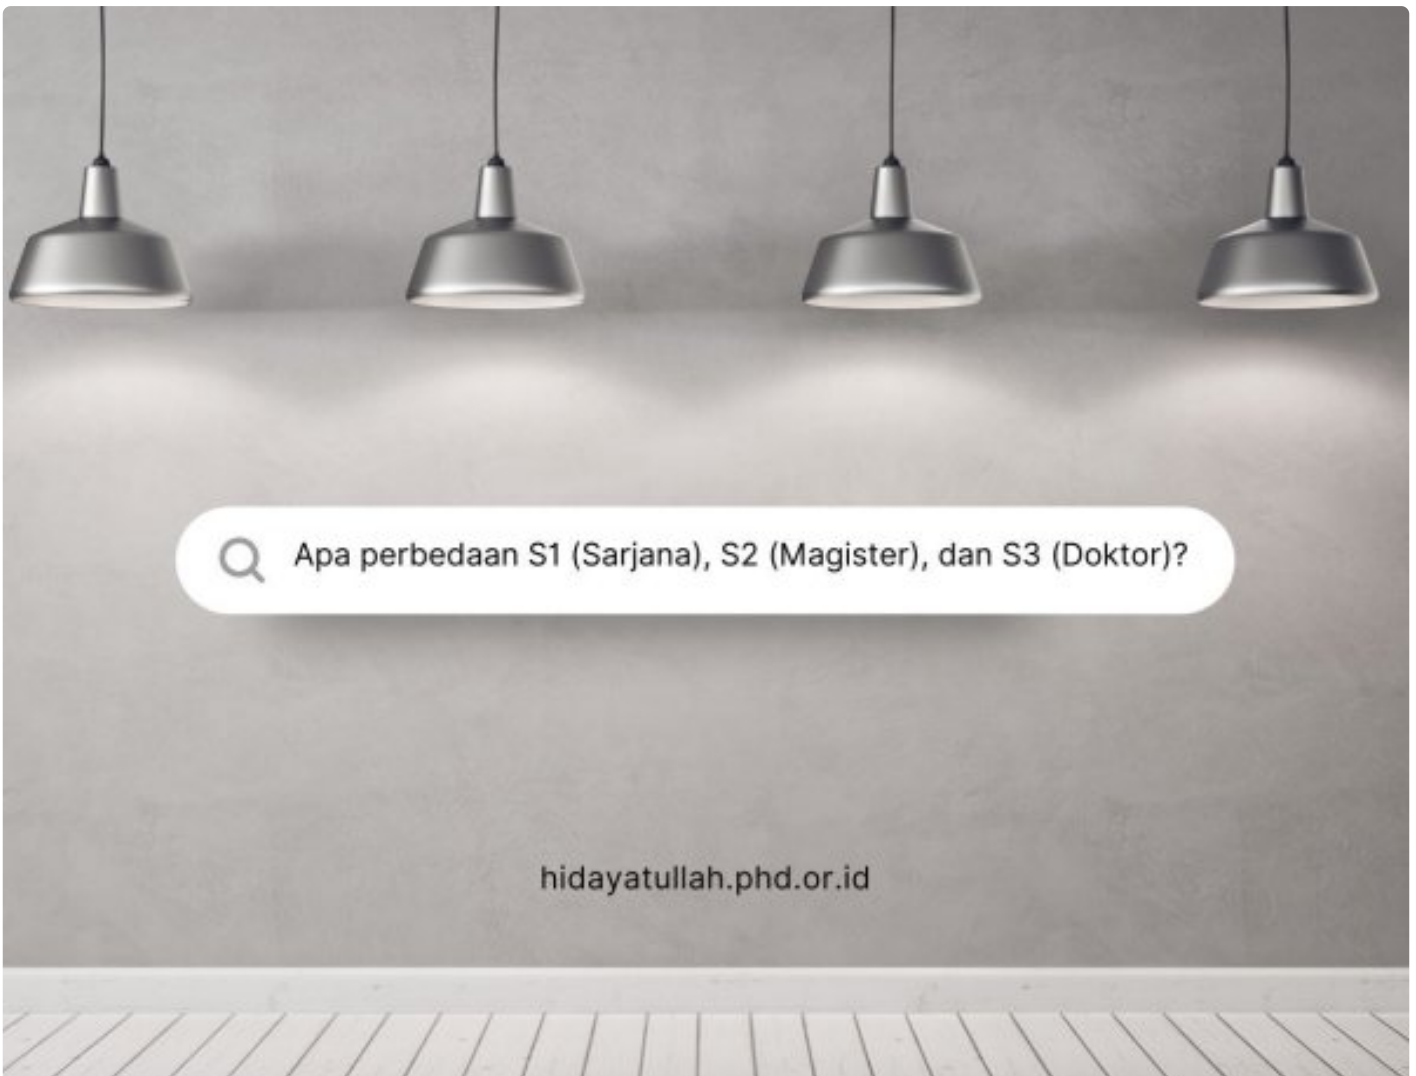 Apa perbedaan S1 (Sarjana), S2 (Magister), dan S3 (Doktor)?
hidayatullah.phd.or.id